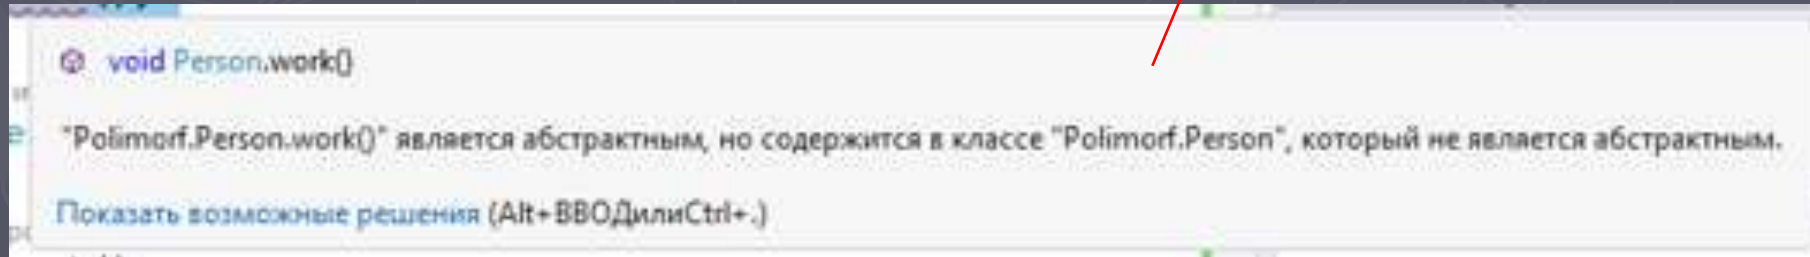 void Person.work()
"Polimorf.Person.work()" является абстрактным, но содержится в классе "Polimorf.Person", который не является абстрактным.
Показать возможные решения (Alt+ВВОДилиCtrl+.)